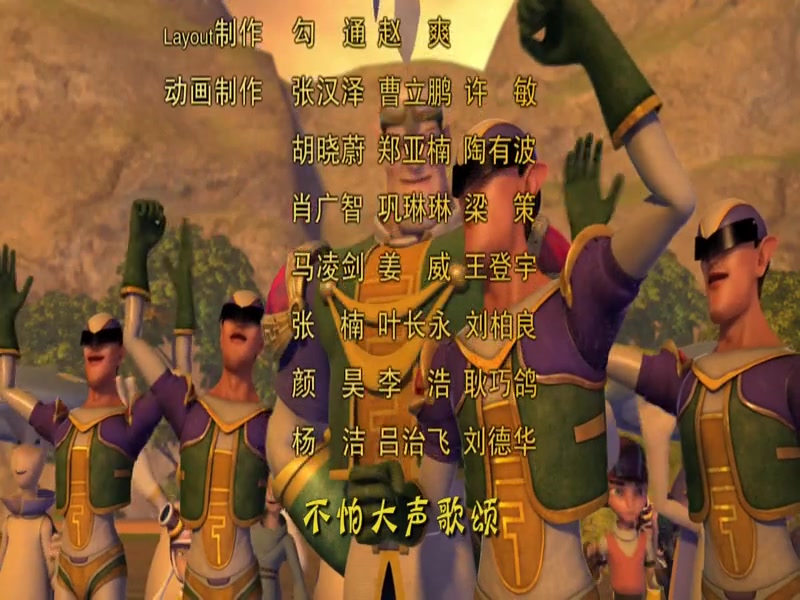 Layout制作 勾 通 赵 爽
动画制作 张汉泽 曹立鹏 许 敏
胡晓蔚 郑亚楠 陶有波
肖广智 巩琳琳 梁 策
马凌剑 姜 威 王登宇
张 楠 叶长永 刘柏良
颜 昊 李 浩 耿巧鸽
杨 洁 吕治飞 刘德华
不怕大声歌颂